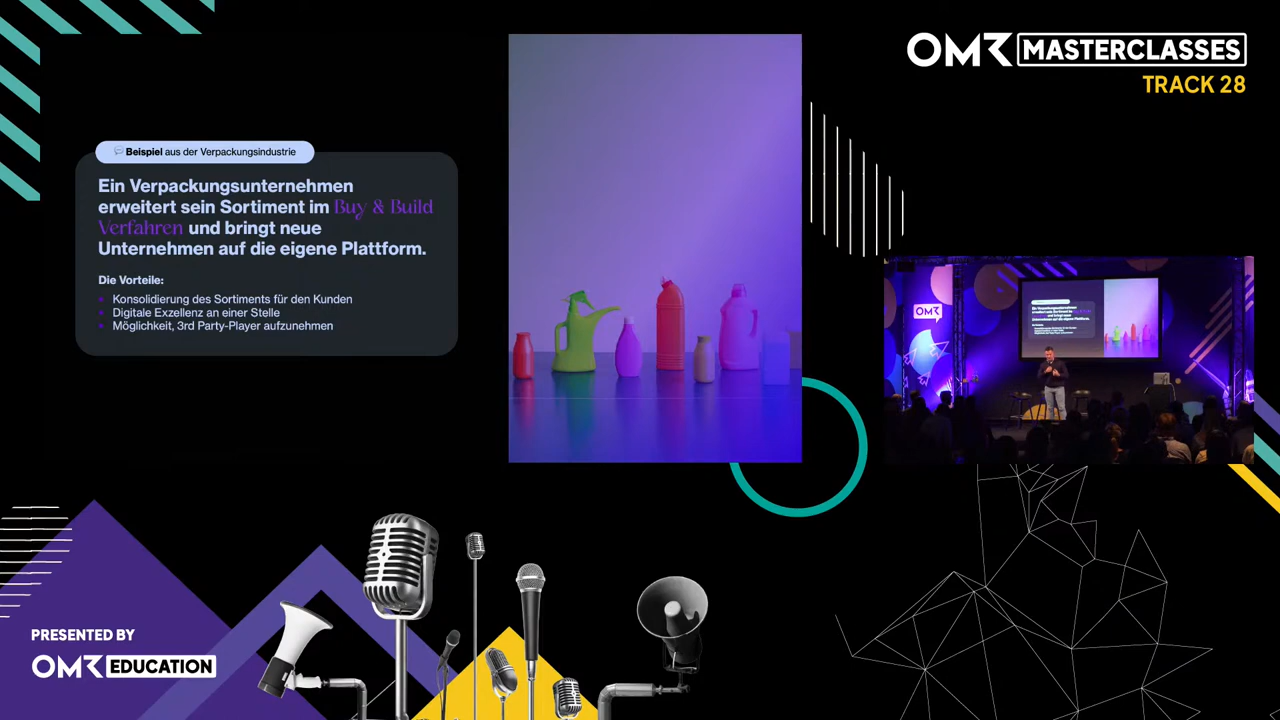 OMR MASTERCLASSES
TRACK 28
Beispiel aus der Verpackungsindustrie
Ein Verpackungsunternehmen
erweitert sein Sortiment im Buy & Build
Verfahren und bringt neue
Unternehmen auf die eigene Plattform.
Die Vorteile:
• Konsolidierung des Sortiments für den Kunden
• Digitale Exzellenz an einer Stelle
• Möglichkeit, 3rd Party-Player aufzunehmen
OMR
PRESENTED BY
OMR EDUCATION